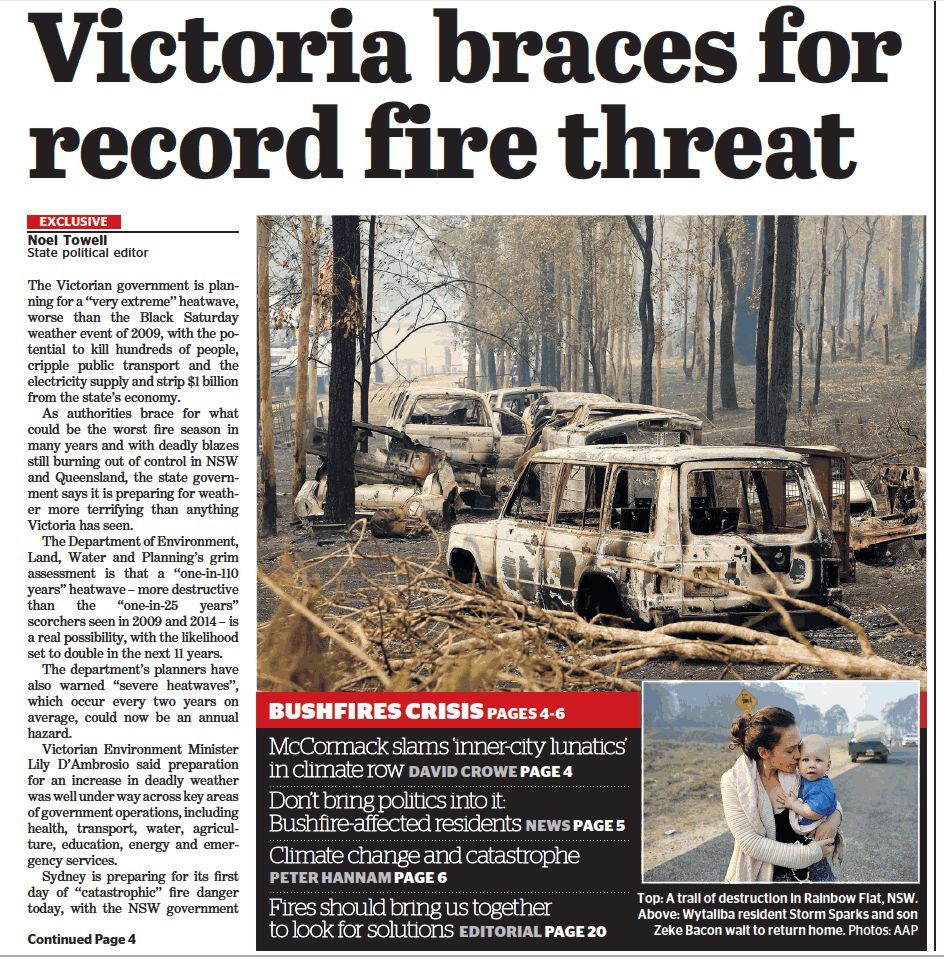 Victoria braces for
record fire threat
EXCLUSIVE
Noel Towell
State political editor
The Victorian government is plan-
ning for a “very extreme” heatwave,
worse than the Black Saturday
weather event of 2009, with the po-
tential to kill hundreds of people,
cripple public transport and the
electricity supply and strip $1 billion
from the state’s economy.
As authorities brace for what
could be the worst fire season in
many years and with deadly blazes
still burning out of control in NSW
and Queensland, the state govern-
ment says it is preparing for weath-
er more terrifying than anything
Victoria has seen.
The Department of Environment,
Land, Water and Planning’s grim
assessment is that a “one-in-110
years” heatwave – more destructive
than the “one-in-25 years”
scorchers seen in 2009 and 2014 – is
a real possibility, with the likelihood
set to double in the next 11 years.
The department’s planners have
also warned “severe heatwaves”,
which occur every two years on
average, could now be an annual
hazard.
Victorian Environment Minister
Lily D’Ambrosio said preparation
for an increase in deadly weather
was well under way across key areas
of government operations, including
health, transport, water, agricul-
ture, education, energy and emer-
gency services.
Sydney is preparing for its first
day of “catastrophic” fire danger
today, with the NSW government
Continued Page 4
BUSHFIRES CRISIS PAGES 4-6
McCormack slams ‘inner-city lunatics’
in climate row DAVID CROWE PAGE 4
Don’t bring politics into it:
Bushfire-affected residents NEWS PAGE 5
Climate change and catastrophe
PETER HANNAM PAGE 6
Fires should bring us together
to look for solutions EDITORIAL PAGE 20
Top: A trail of destruction in Rainbow Flat, NSW.
Above: Wytaliba resident Storm Sparks and son
Zeke Bacon wait to return home. Photos: AAP